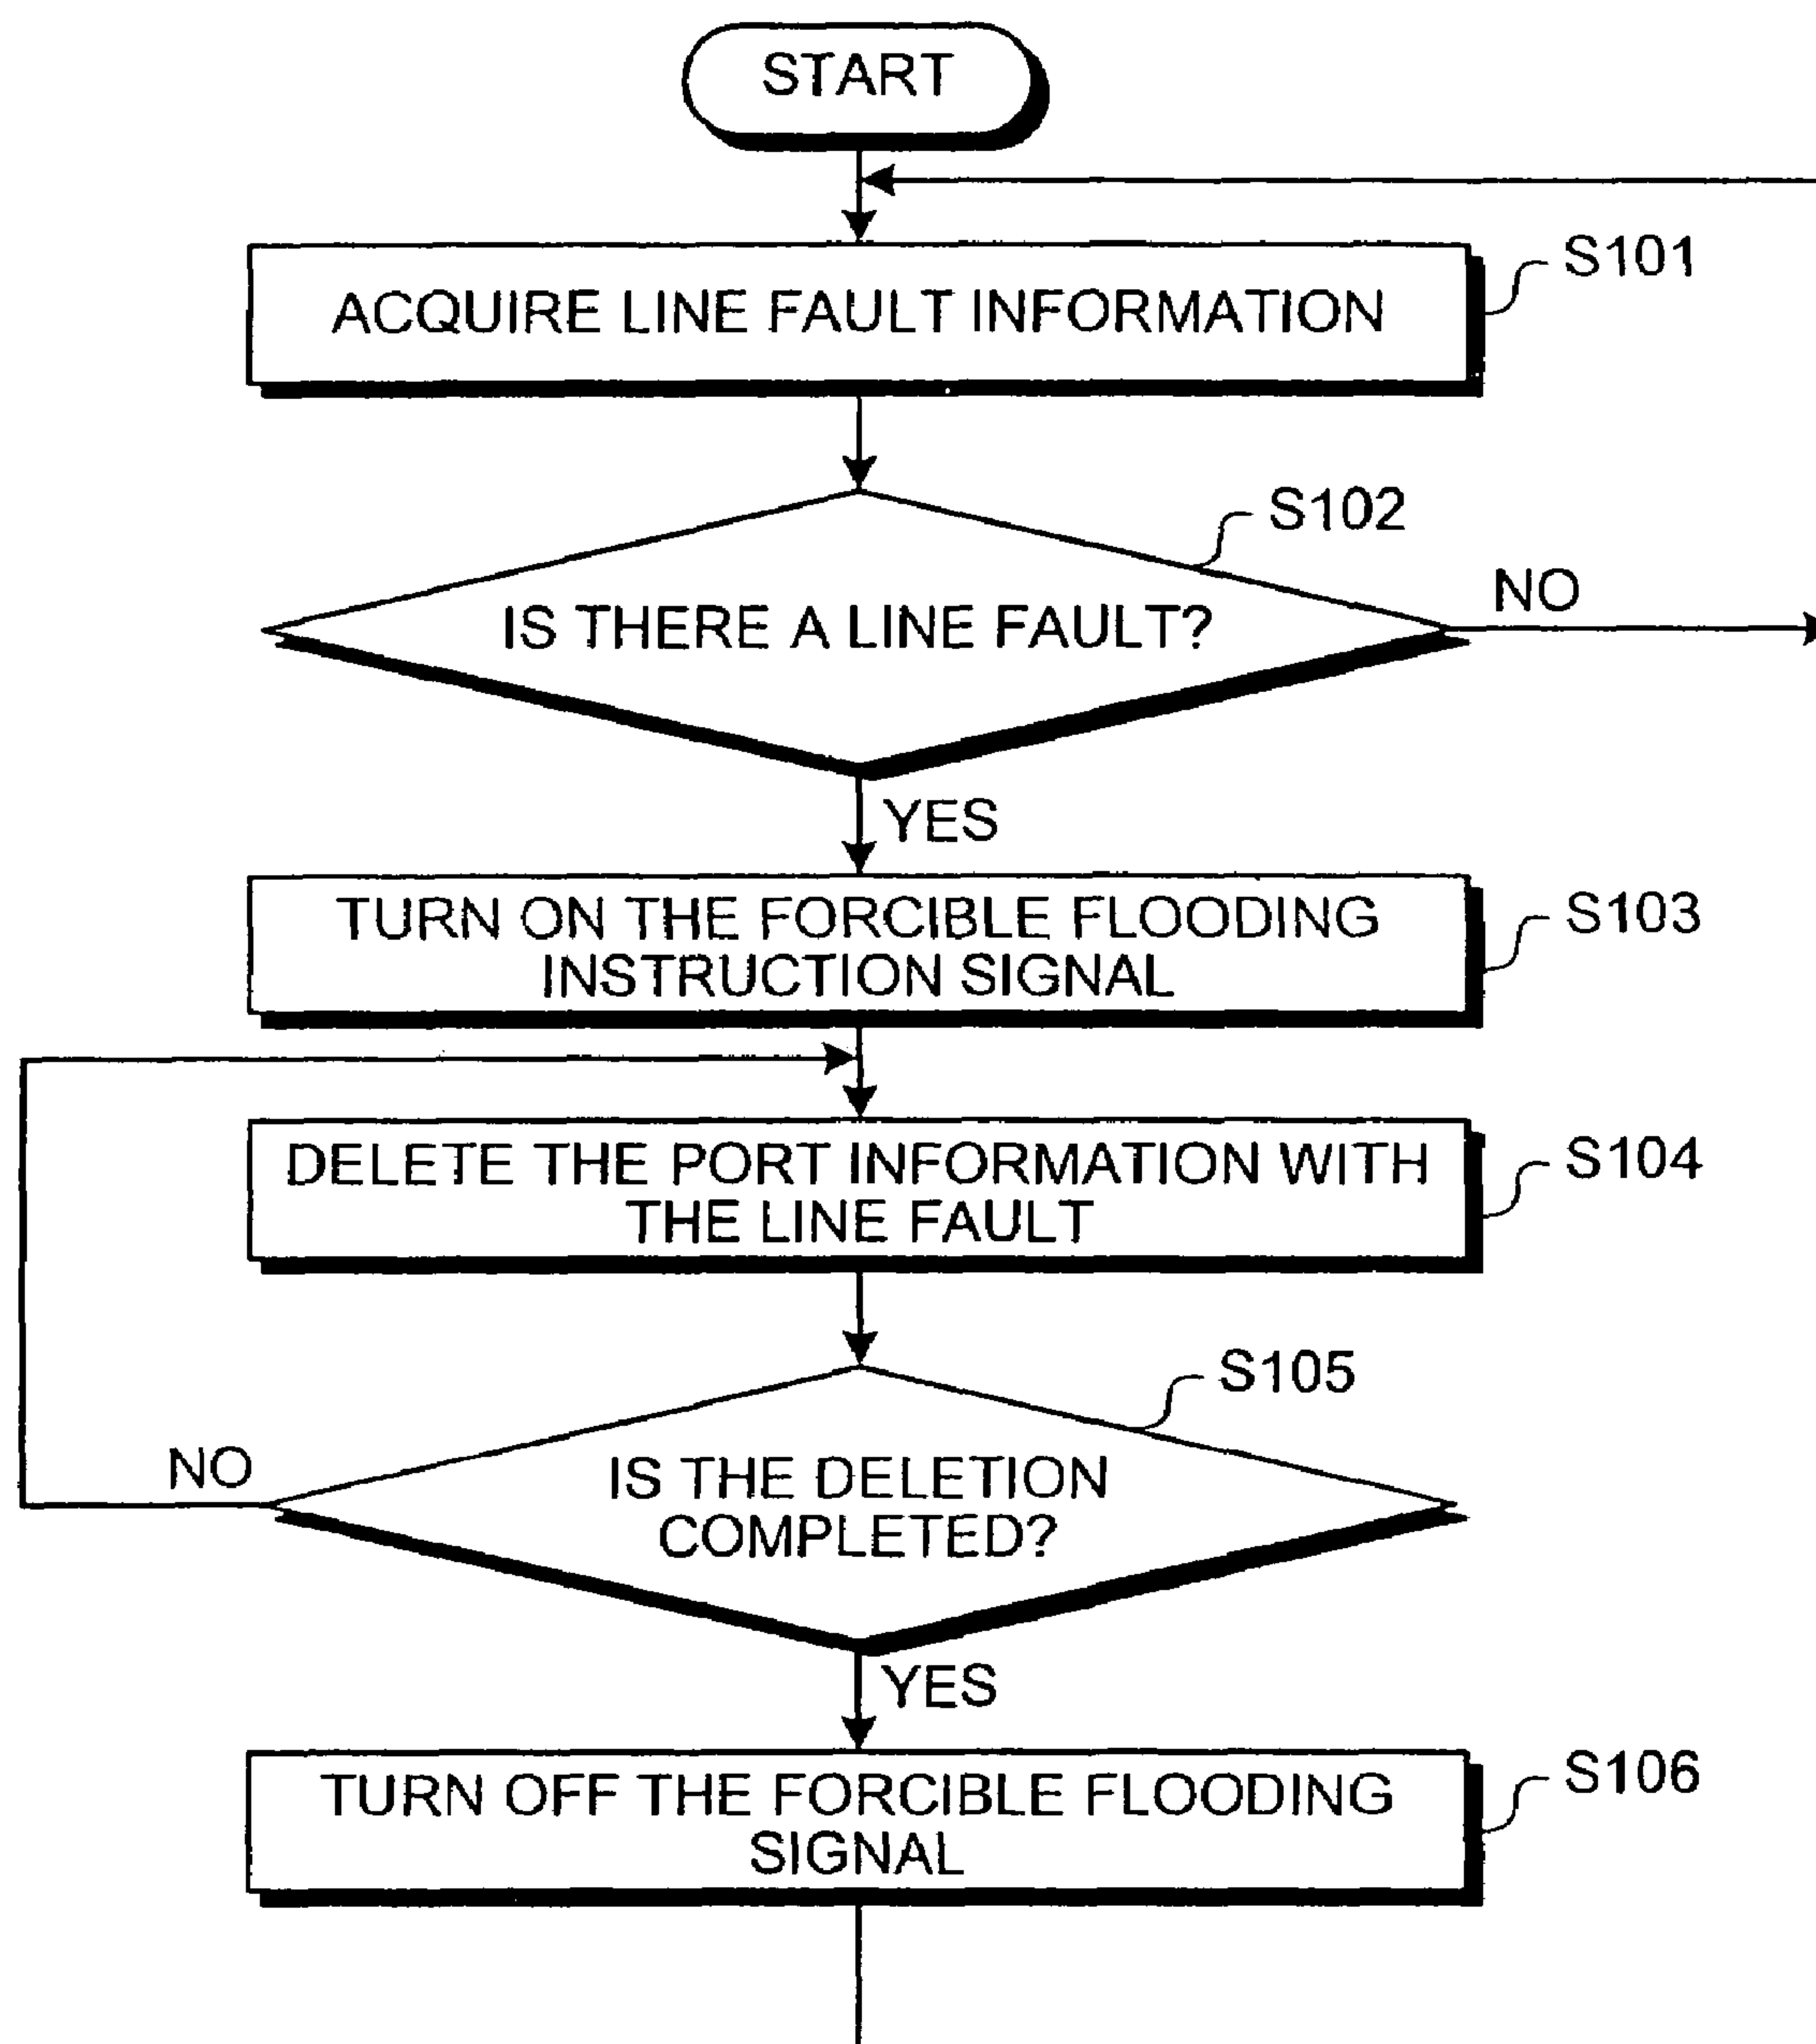 START
S101
ACQUIRE LINE FAULT INFORMATION
S102
NO
IS THERE A LINE FAULT?
YES
TURN ON THE FORCIBLE FLOODING
INSTRUCTION SIGNAL
S103
DELETE THE PORT INFORMATION WITH
THE LINE FAULT
S104
S105
NO
IS THE DELETION
COMPLETED?
YES
TURN OFF THE FORCIBLE FLOODING
SIGNAL
S106